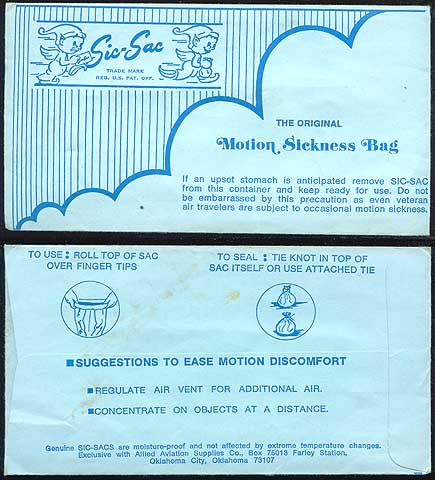 Sic-Sac
TRADE MARK
REG. U.S. PAT. OFF.
THE ORIGINAL
Motion Sickness Bag
If an upset stomach is anticipated remove SIC-SAC
from this container and keep ready for use. Do not
be embarrassed by this precaution as even veteran
air travelers are subject to occasional motion sickness.
TO USE: ROLL TOP OF SAC
OVER FINGER TIPS
TO SEAL: TIE KNOT IN TOP OF
SAC ITSELF OR USE ATTACHED TIE
■SUGGESTIONS TO EASE MOTION DISCOMFORT
■REGULATE AIR VENT FOR ADDITIONAL AIR.
■CONCENTRATE ON OBJECTS AT A DISTANCE.
Genuine SIC-SACS are moisture-proof and not affected by extreme temperature changes.
Exclusive with Allied Aviation Supplies Co., Box 75013 Farley Station,
Oklahoma City, Oklahoma 73107